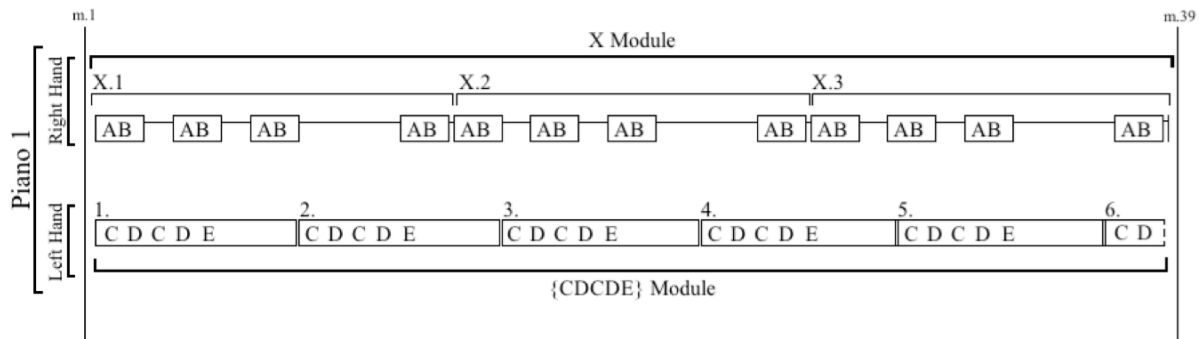 m.1 m.39
X Module
X.1 X.2 X.3
AB AB AB AB AB AB AB AB AB AB AB AB
Right Hand
Piano 1
1. 2. 3. 4. 5. 6.
C D C D E C D C D E C D C D E C D C D E C D C D E C D
Left Hand
{CDCDE} Module